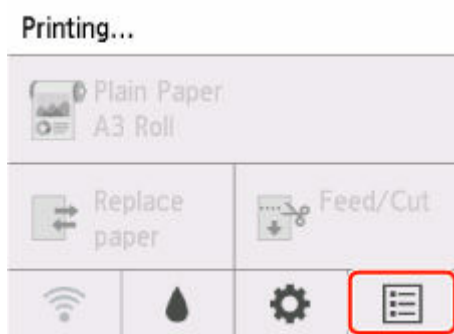 Printing...
Plain Paper
A3 Roll
Replace
paper
Feed/Cut